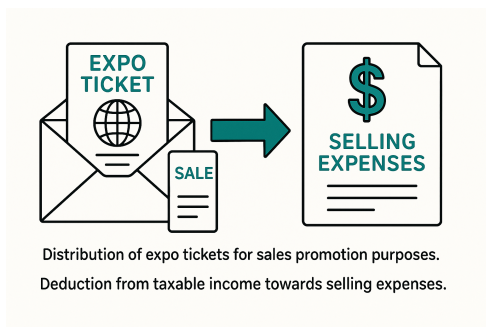 EXPO
TICKET
SALE
$
SELLING
EXPENSES
Distribution of expo tickets for sales promotion purposes.
Deduction from taxable income towards selling expenses.